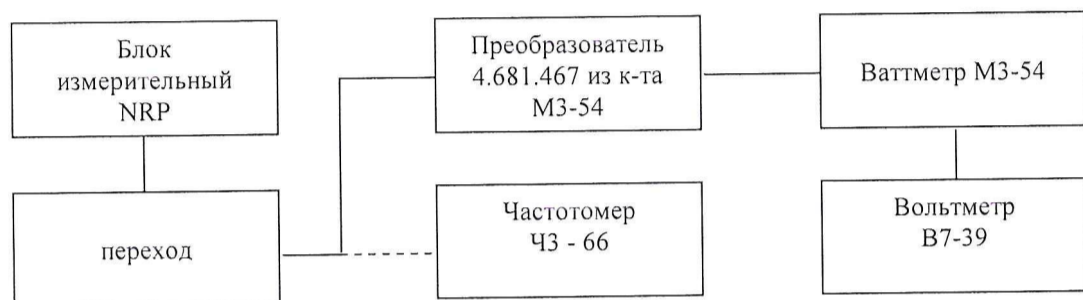 Блок
измерительный
NRP
Преобразователь
4.681.467 из к-та
М3-54
Ваттметр М3-54
переход
Частотомер
Ч3 - 66
Вольтметр
В7-39